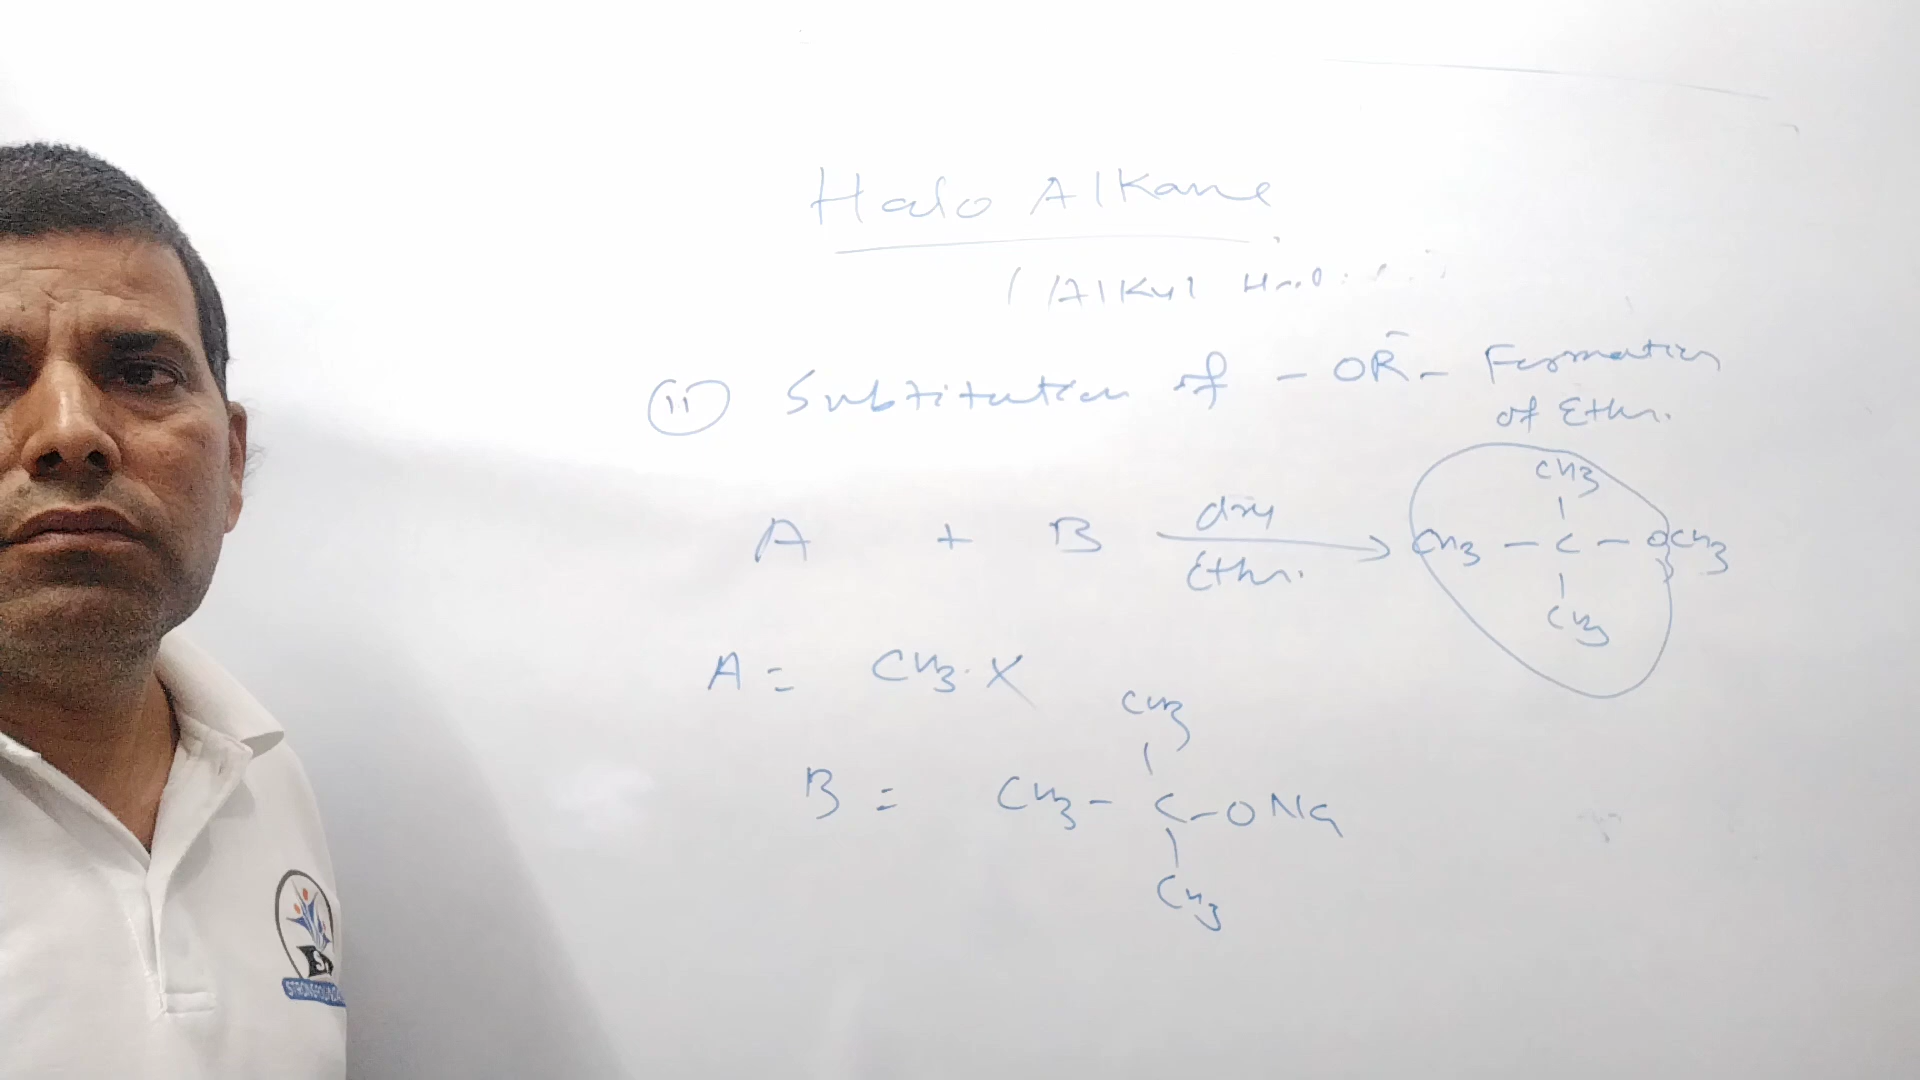 Halo Alkane
(Alkyl
(ii) Substitution of - OR̄ - Formation
of Ether.
A + B dry Ether. → CH3 - C - OCH3
CH3
CH3
A = CH3.X
CH3
B = CH3 - C - ONa
CH3